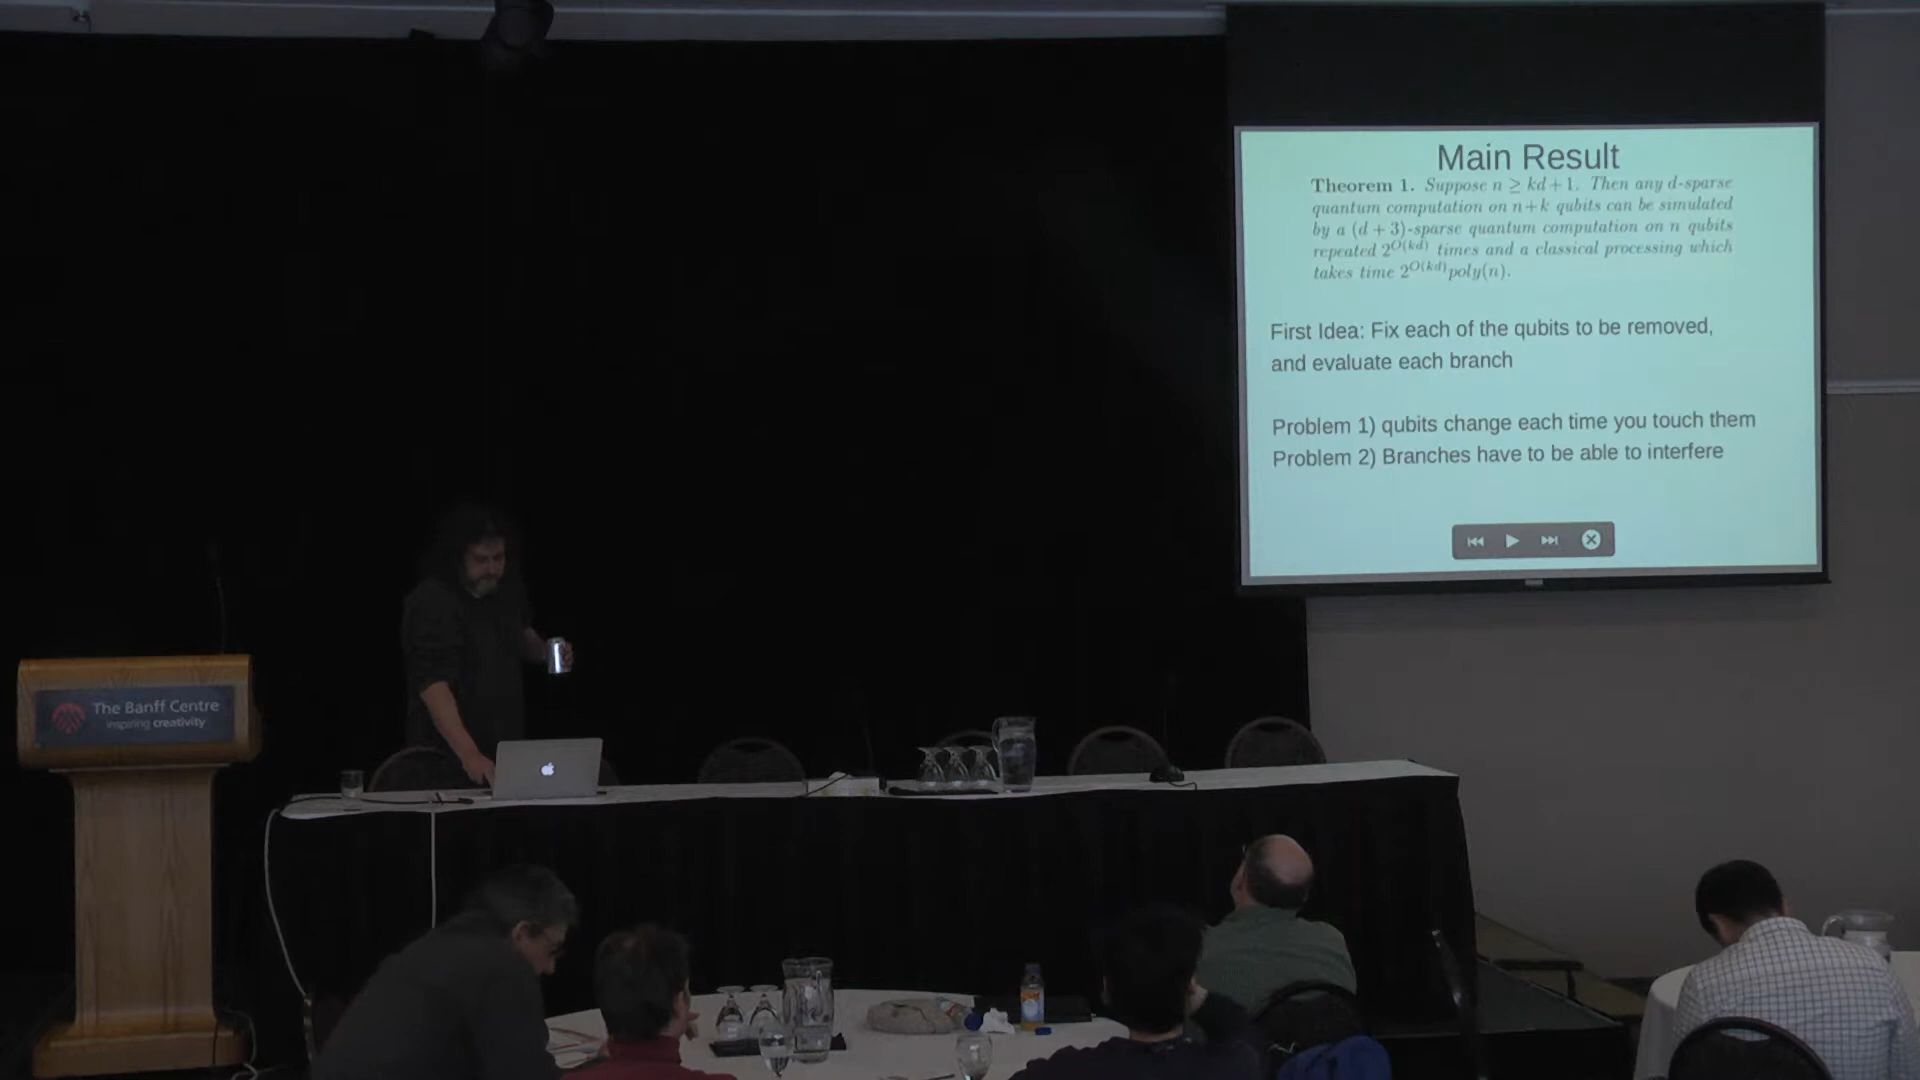 Main Result
Theorem 1. Suppose n ≥ kd+1. Then any d-sparse
quantum computation on n+k qubits can be simulated
by a (d + 3)-sparse quantum computation on n qubits
repeated 2^{O(kd)} times and a classical processing which
takes time 2^{O(kd)}poly(n).
First Idea: Fix each of the qubits to be removed,
and evaluate each branch
Problem 1) qubits change each time you touch them
Problem 2) Branches have to be able to interfere
The Banff Centre
inspiring creativity